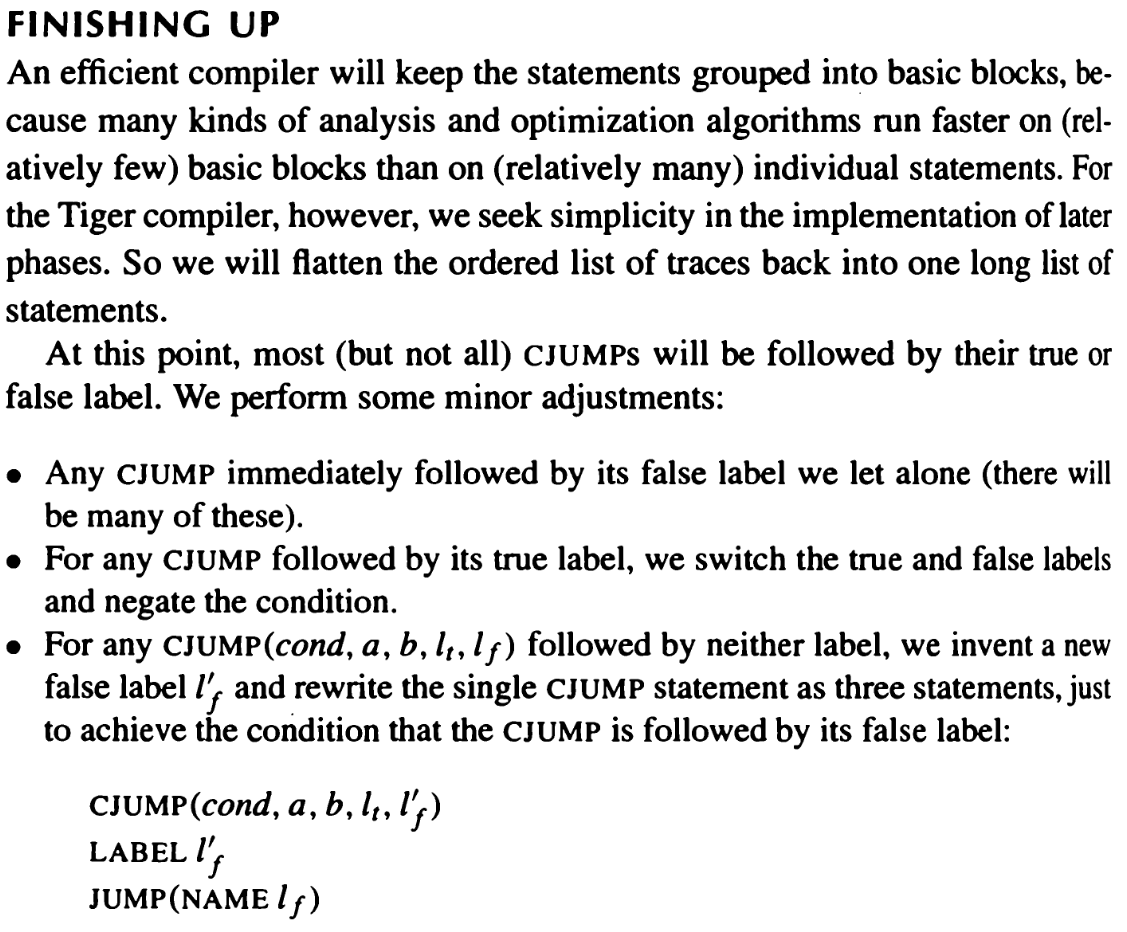 FINISHING UP
An efficient compiler will keep the statements grouped into basic blocks, be-
cause many kinds of analysis and optimization algorithms run faster on (rel-
atively few) basic blocks than on (relatively many) individual statements. For
the Tiger compiler, however, we seek simplicity in the implementation of later
phases. So we will flatten the ordered list of traces back into one long list of
statements.
At this point, most (but not all) CJUMPs will be followed by their true or
false label. We perform some minor adjustments:
• Any CJUMP immediately followed by its false label we let alone (there will
be many of these).
• For any CJUMP followed by its true label, we switch the true and false labels
and negate the condition.
• For any CJUMP(cond, a, b, lₜ, l_f) followed by neither label, we invent a new
false label l′_f and rewrite the single CJUMP statement as three statements, just
to achieve the condition that the CJUMP is followed by its false label:
CJUMP(cond, a, b, lₜ, l′_f)
LABEL l′_f
JUMP(NAME l_f)